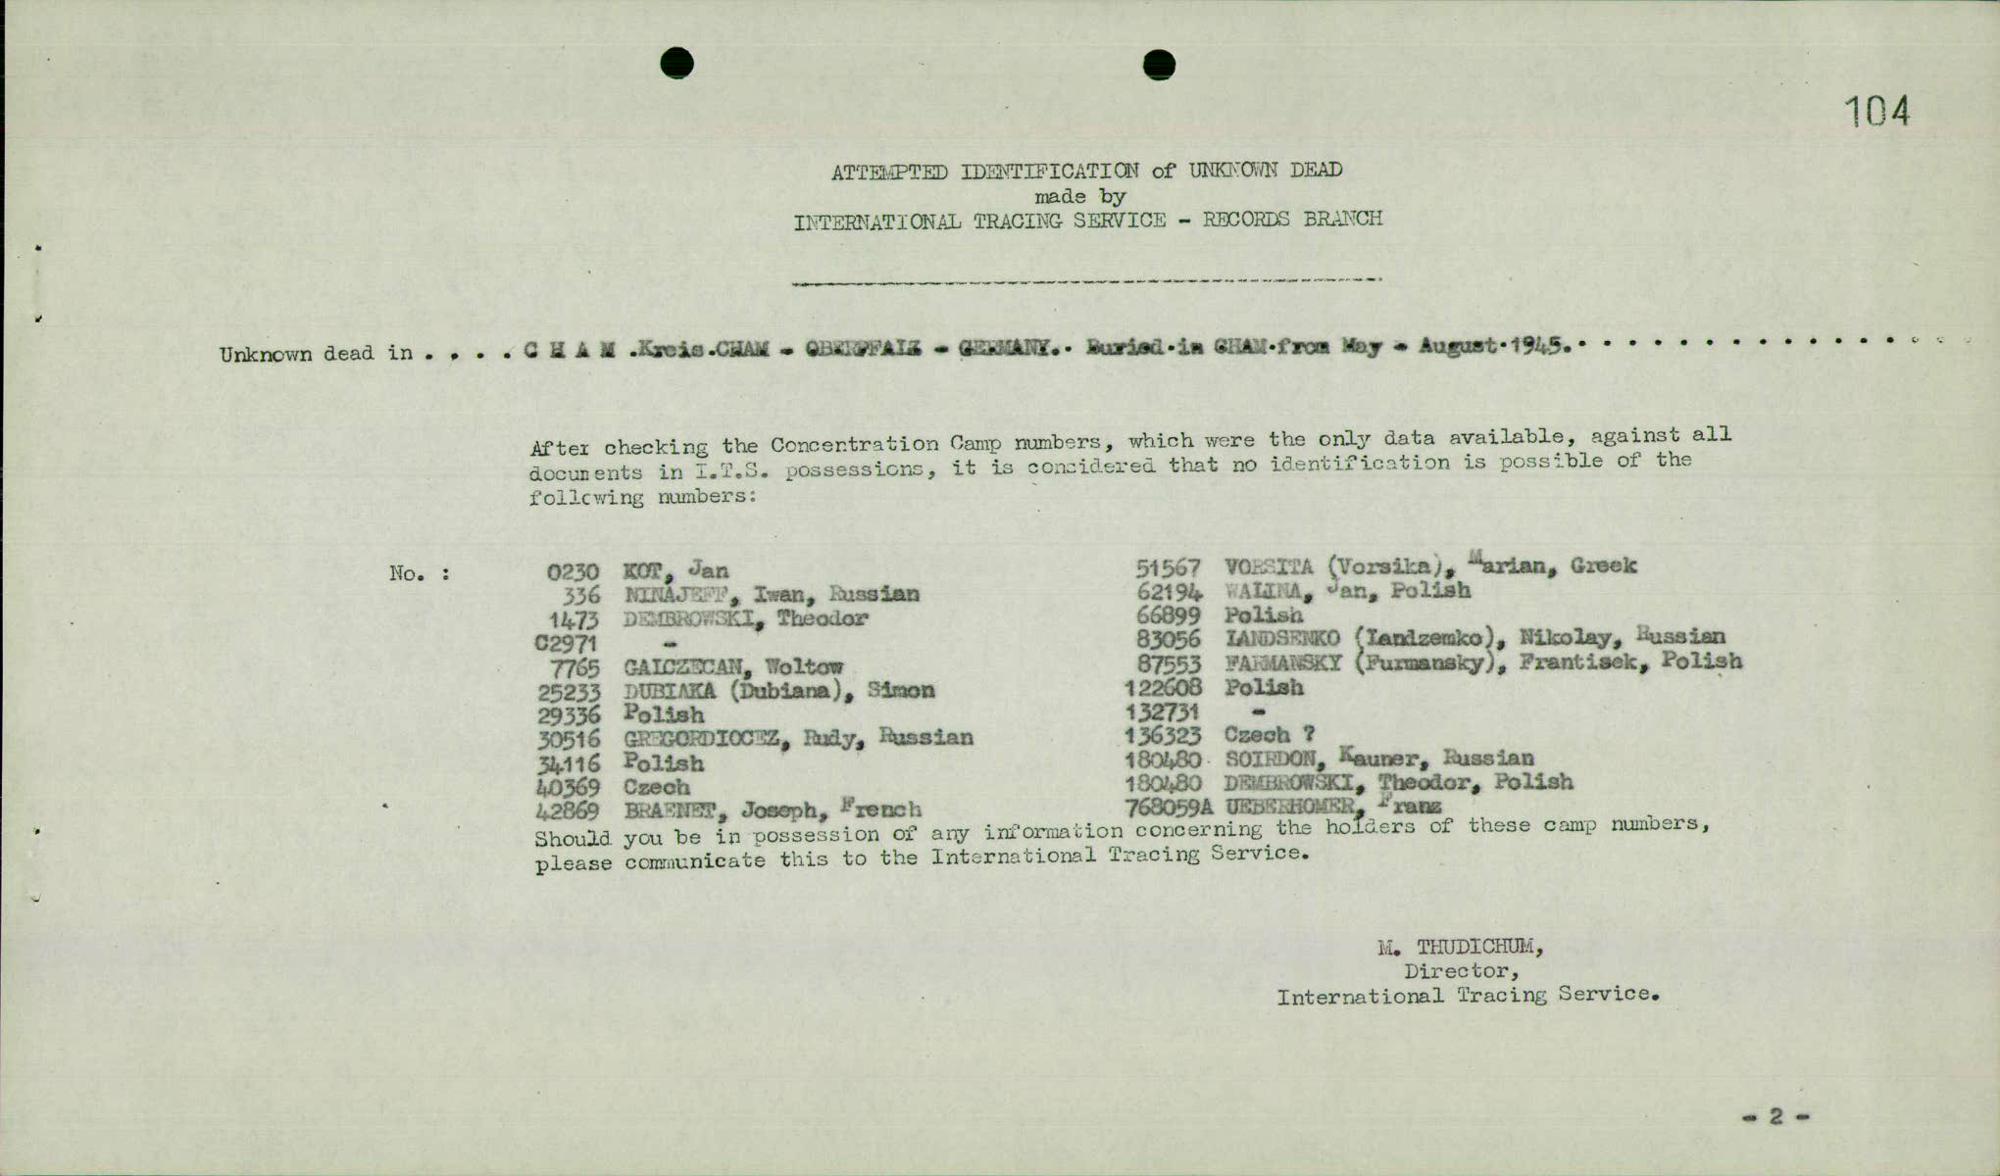 104
ATTEMPTED IDENTIFICATION of UNKNOWN DEAD
made by
INTERNATIONAL TRACING SERVICE - RECORDS BRANCH
Unknown dead in . . . . C H A M .Kreis.CHAM - OBERPFALZ - GERMANY.. Buried.in CHAM.from May - August.1945. . . . . . . . . . . . . . . .
After checking the Concentration Camp numbers, which were the only data available, against all
documents in I.T.S. possessions, it is considered that no identification is possible of the
following numbers:
No. :
0230 KOT, Jan
336 NINAJEFF, Iwan, Russian
1473 DEMBROWSKI, Theodor
C2971 -
7765 GAICZECAN, Woltow
25233 DUBIAKA (Dubiana), Simon
29336 Polish
30516 GREGORDIOCEZ, Rudy, Russian
34116 Polish
40369 Czech
42869 Joseph, French
51567 VORSITA (Vorsika), Marian, Greek
62194 WALINA, Jan, Polish
66899 Polish
83056 LANDSENKO (Landzemko), Nikolay, Russian
87553 FARMANSKY (Furmansky), Frantisek, Polish
122608 Polish
132731 -
136323 Czech ?
180480 SOIRDON, Kauner, Russian
180480 DEMBROWSKI, Theodor, Polish
768059A UEBERHOMER, Franz
Should you be in possession of any information concerning the holders of these camp numbers,
please communicate this to the International Tracing Service.
M. THUDICHUM,
Director,
International Tracing Service.
- 2 -